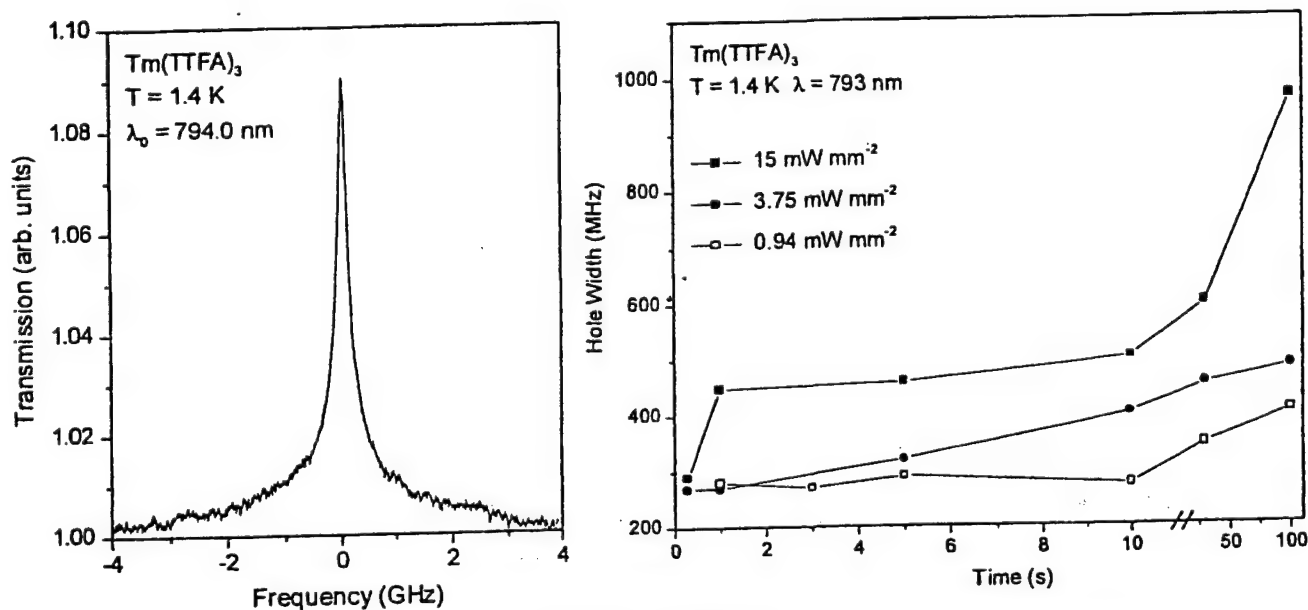 1.10
1.08
1.06
1.04
1.02
1.00
Transmission (arb. units)
Tm(TTFA)₃
T = 1.4 K
λ₀ = 794.0 nm
-4 -2 0 2 4
Frequency (GHz)
1000
800
600
400
200
Hole Width (MHz)
Tm(TTFA)₃
T = 1.4 K λ = 793 nm
15 mW mm⁻²
3.75 mW mm⁻²
0.94 mW mm⁻²
0 2 4 6 8 10 50 100
Time (s)